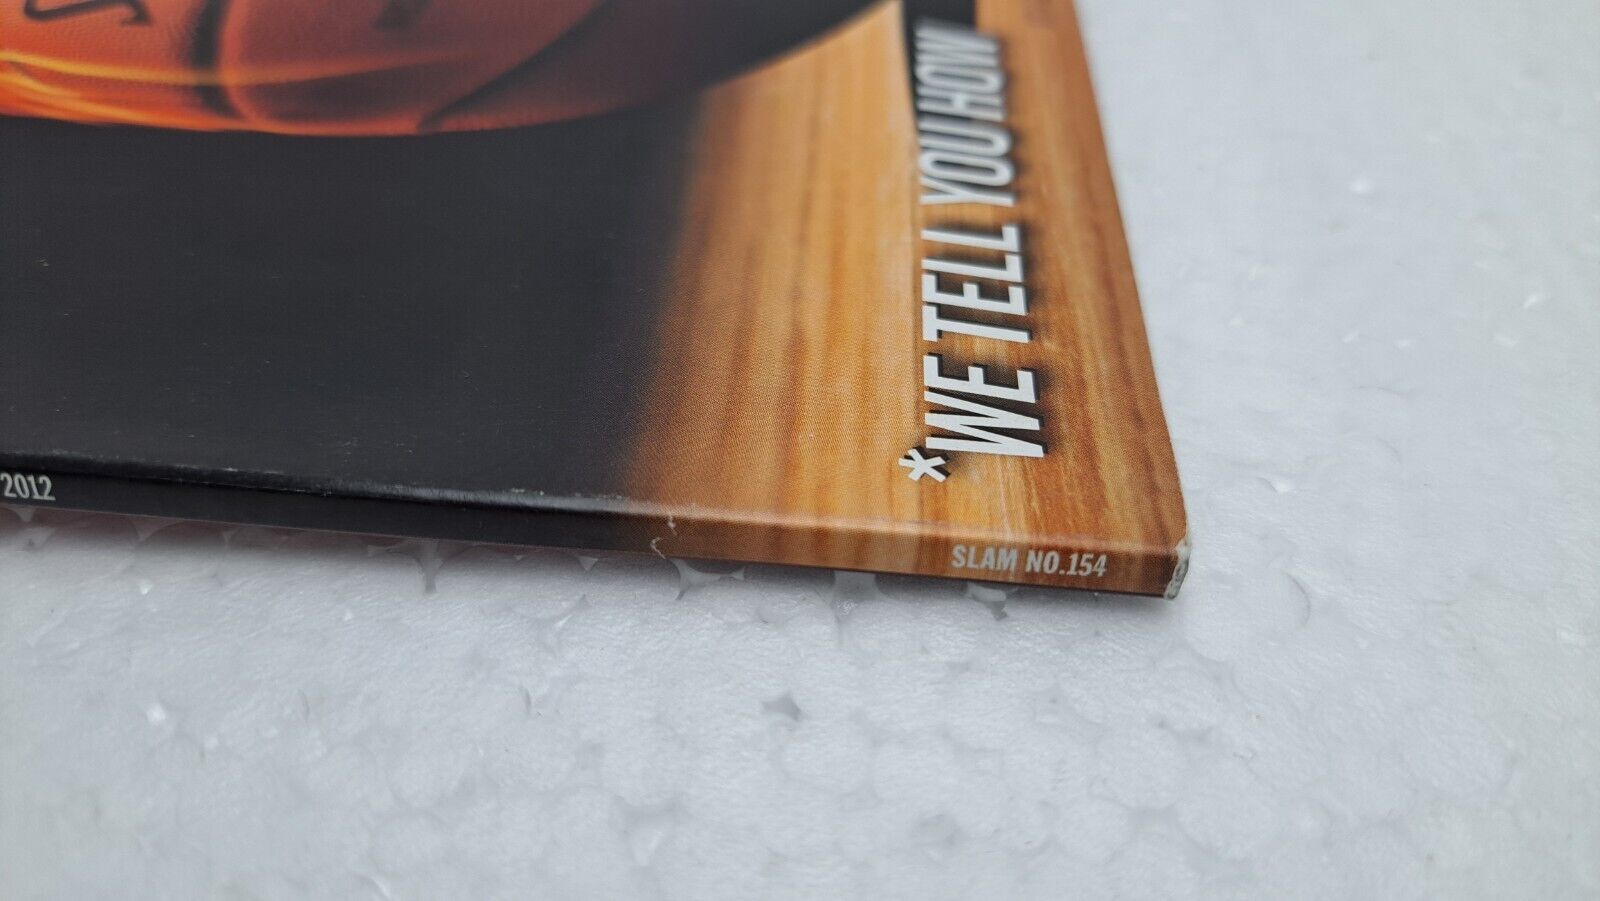 *WE TELL YOU HOW
2012
SLAM NO.154